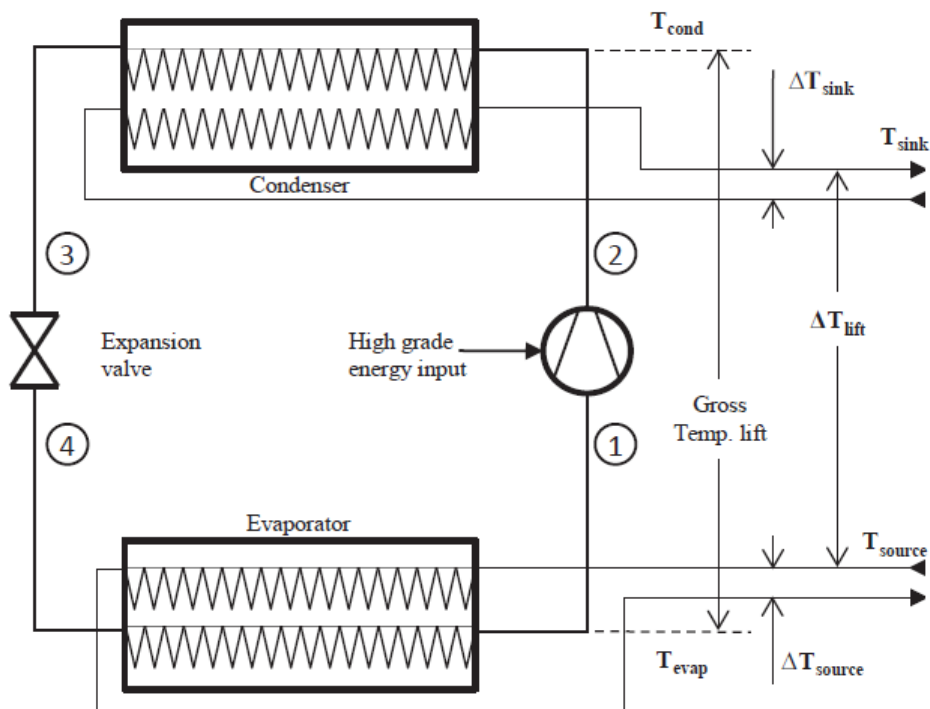 T_cond
ΔT_sink
T_sink
Condenser
3
2
Expansion
valve
High grade
energy input
ΔT_lift
Gross
Temp. lift
4
1
Evaporator
T_source
T_evap
ΔT_source